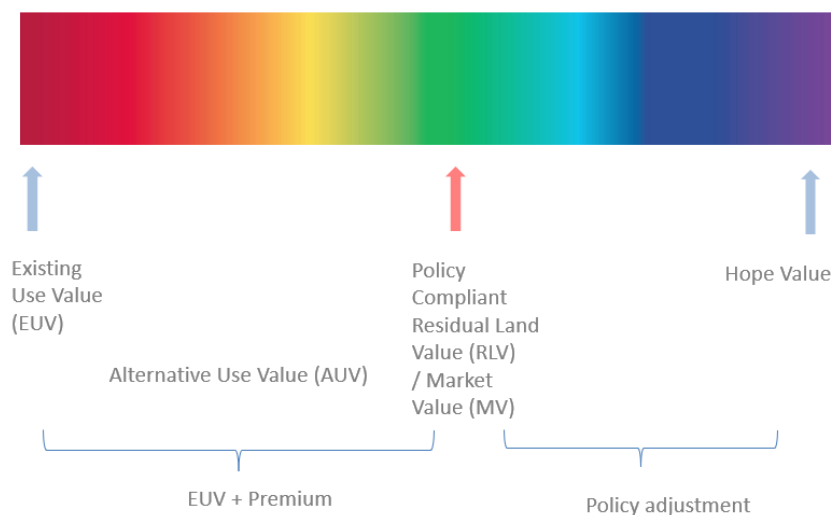 Existing
Use Value
(EUV)
Policy
Compliant
Residual Land
Value (RLV)
/ Market
Value (MV)
Hope Value
Alternative Use Value (AUV)
EUV + Premium
Policy adjustment